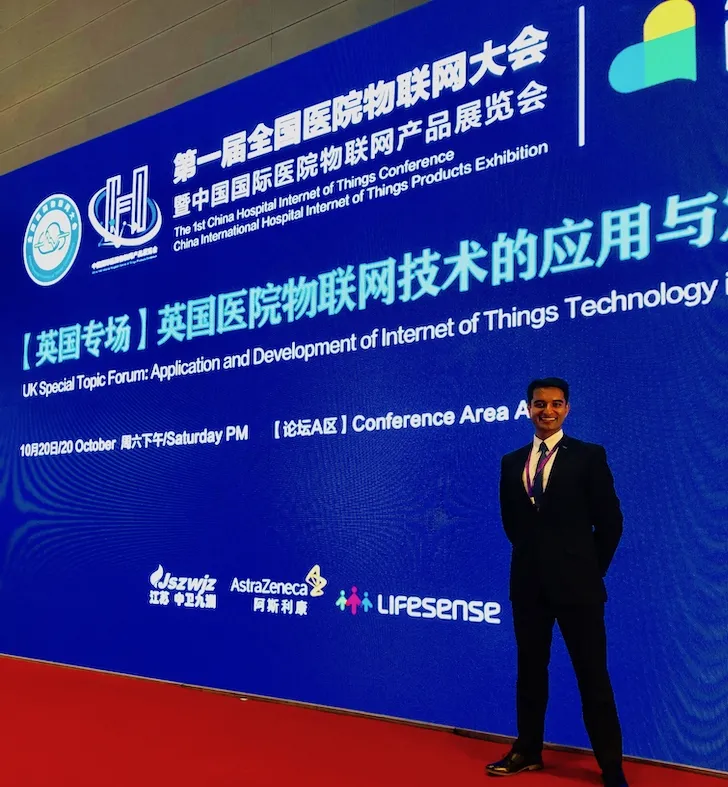 第一届全国医院物联网大会
暨中国国际医院物联网产品展览会
The 1st China Hospital Internet of Things Conference
China International Hospital Internet of Things Products Exhibition
【英国专场】英国医院物联网技术的应用与
UK Special Topic Forum: Application and Development of Internet of Things Technology
10月20日/20 October 周六下午/Saturday PM 【论坛A区】Conference Area A
Jszwjz
江苏 中卫九洲
AstraZeneca
阿斯利康
LIFESENSE